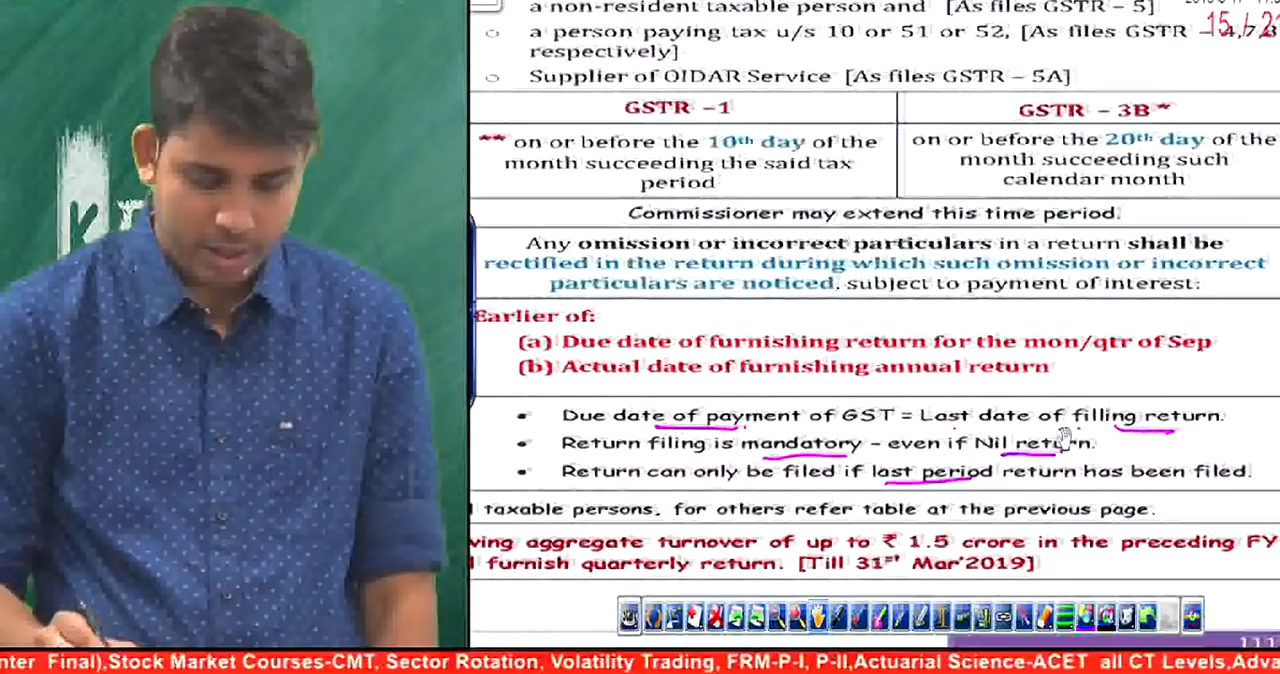 a non-resident taxable person and [As files GSTR – 5]
15 / 21
a person paying tax u/s 10 or 51 or 52, [As files GSTR – 4,7,8
respectively]
Supplier of OIDAR Service [As files GSTR – 5A]
GSTR –1
GSTR – 3B*
** on or before the 10th day of the
month succeeding the said tax
period
on or before the 20th day of the
month succeeding such
calendar month
Commissioner may extend this time period.
Any omission or incorrect particulars in a return shall be
rectified in the return during which such omission or incorrect
particulars are noticed, subject to payment of interest:
Earlier of:
(a) Due date of furnishing return for the mon/qtr of Sep
(b) Actual date of furnishing annual return
• Due date of payment of GST = Last date of filling return.
• Return filing is mandatory – even if Nil return.
• Return can only be filed if last period return has been filed.
taxable persons, for others refer table at the previous page.
ving aggregate turnover of up to ₹ 1.5 crore in the preceding FY
furnish quarterly return. [Till 31st Mar'2019]
nter Final),Stock Market Courses-CMT, Sector Rotation, Volatility Trading, FRM-P-I, P-II,Actuarial Science-ACET all CT Levels,Adva